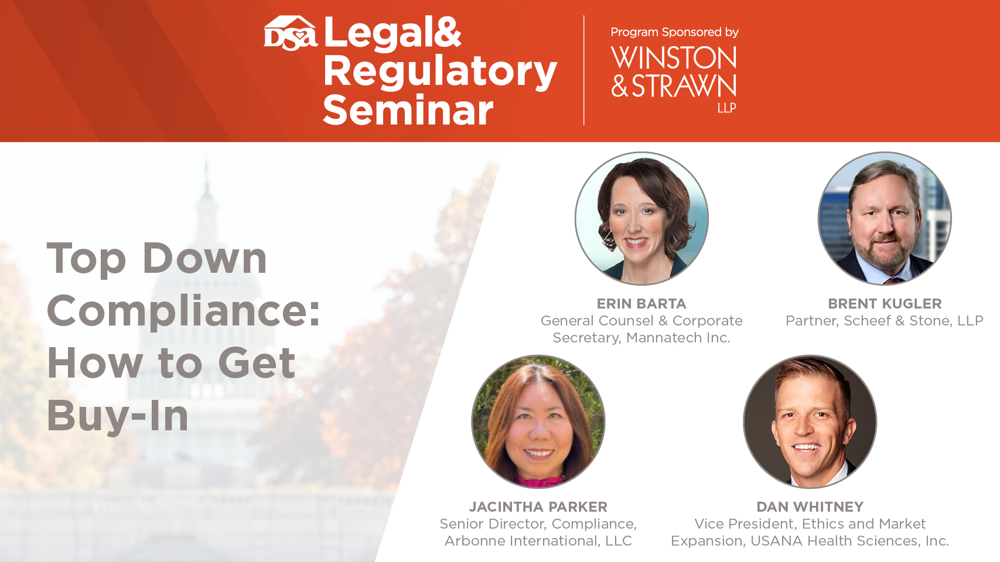 DSA Legal&
Regulatory
Seminar
Program Sponsored by
WINSTON
& STRAWN
LLP
Top Down
Compliance:
How to Get
Buy-In
ERIN BARTA
General Counsel & Corporate
Secretary, Mannatech Inc.
BRENT KUGLER
Partner, Scheef & Stone, LLP
JACINTHA PARKER
Senior Director, Compliance,
Arbonne International, LLC
DAN WHITNEY
Vice President, Ethics and Market
Expansion, USANA Health Sciences, Inc.